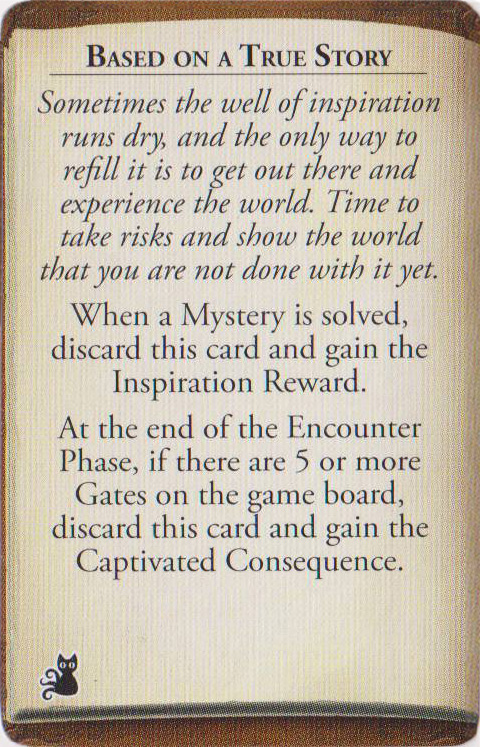 BASED ON A TRUE STORY
Sometimes the well of inspiration
runs dry, and the only way to
refill it is to get out there and
experience the world. Time to
take risks and show the world
that you are not done with it yet.
When a Mystery is solved,
discard this card and gain the
Inspiration Reward.
At the end of the Encounter
Phase, if there are 5 or more
Gates on the game board,
discard this card and gain the
Captivated Consequence.